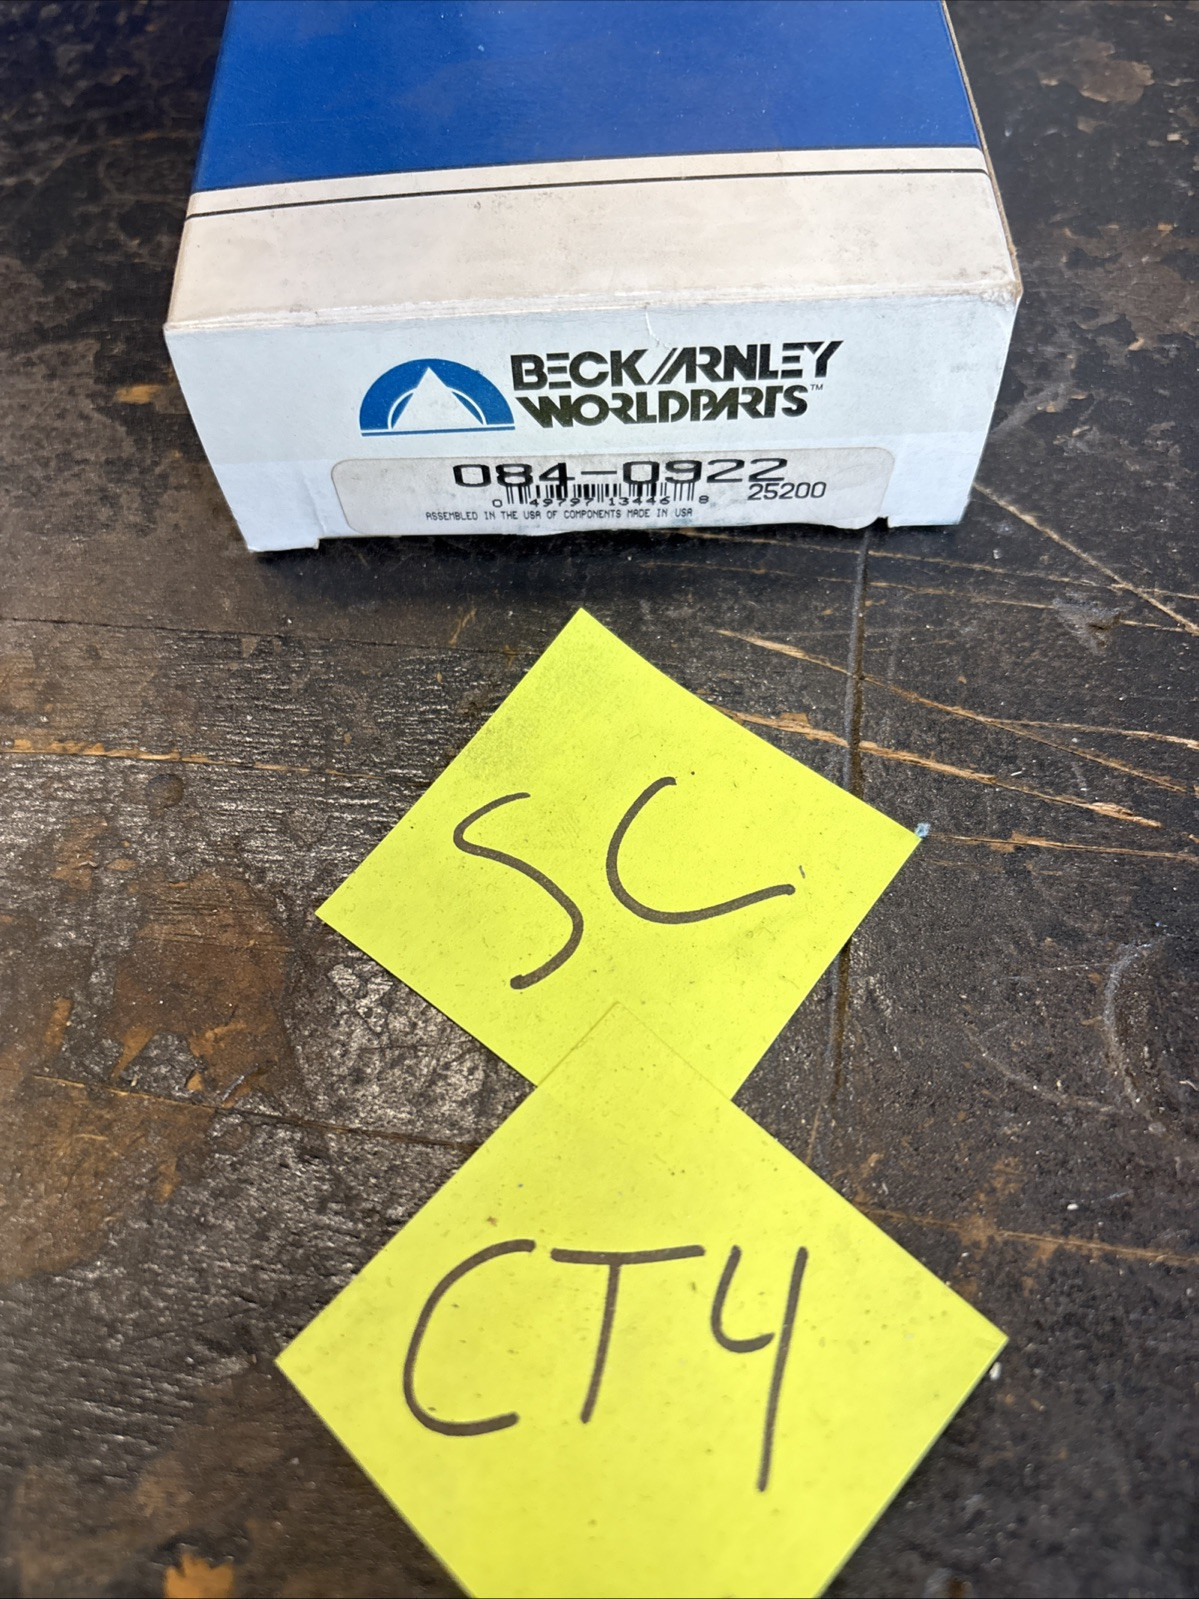 BECK/ARNLEY
WORLDPARTS™
084-0922
0 49797 13446 8
25200
ASSEMBLED IN THE USA OF COMPONENTS MADE IN USA
SC
CT4